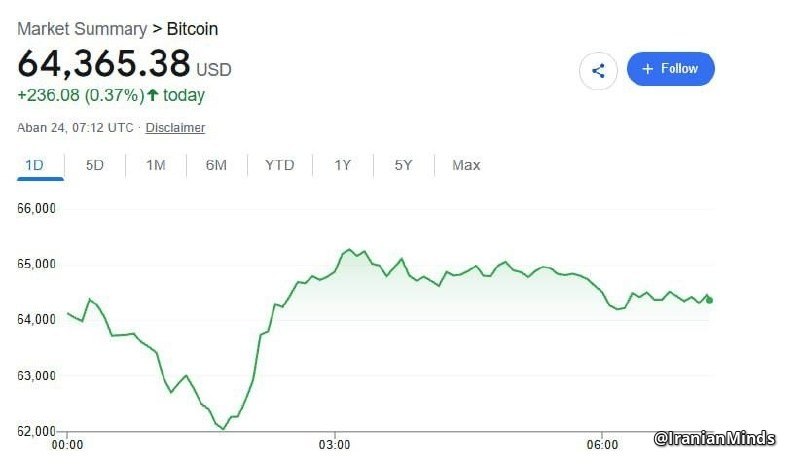 Market Summary > Bitcoin
64,365.38 USD
+ Follow
+236.08 (0.37%)↑ today
Aban 24, 07:12 UTC · Disclaimer
1D 5D 1M 6M YTD 1Y 5Y Max
66,000
65,000
64,000
63,000
62,000
00:00 03:00 06:00
@IranianMinds